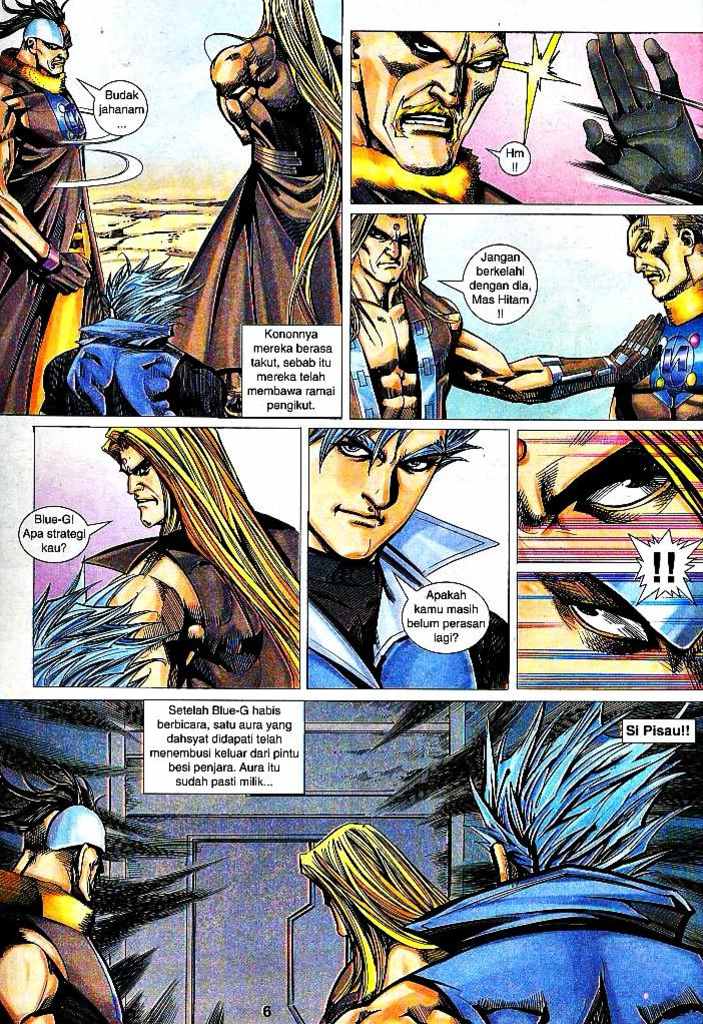 Budak
jahanam
...
Kononnya
mereka berasa
takut, sebab itu
mereka telah
membawa ramai
pengikut.
Hm
!!
Jangan
berkelahi
dengan dia,
Mas Hitam
!!
Blue-G!
Apa strategi
kau?
Apakah
kamu masih
belum perasan
lagi?
!!
Setelah Blue-G habis
berbicara, satu aura yang
dahsyat didapati telah
menembusi keluar dari pintu
besi penjara. Aura itu
sudah pasti milik...
Si Pisau!!
6